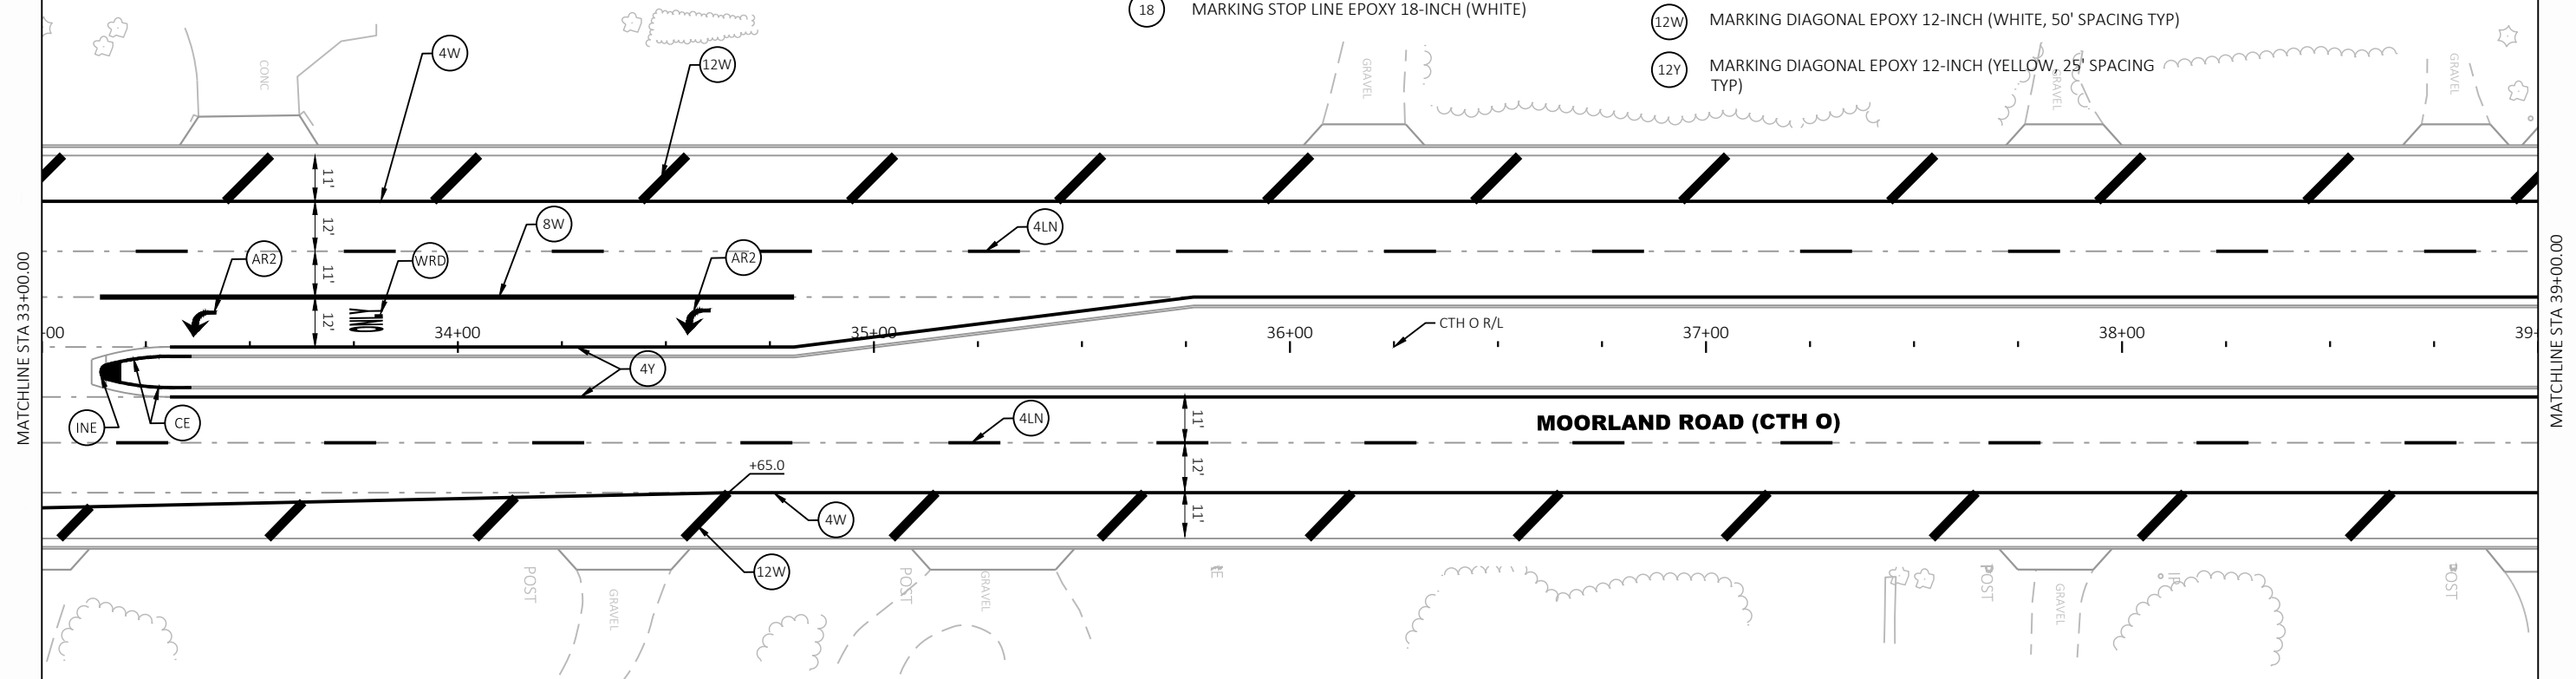 18 MARKING STOP LINE EPOXY 18-INCH (WHITE)
12W MARKING DIAGONAL EPOXY 12-INCH (WHITE, 50' SPACING TYP)
12Y MARKING DIAGONAL EPOXY 12-INCH (YELLOW, 25' SPACING
TYP)
CONC
4W
12W
GRAVEL
GRAVEL
GRAVEL
11'
12'
11'
12'
8W
4LN
AR2
WRD
AR2
MATCHLINE STA 33+00.00
MATCHLINE STA 39+00.00
+00
34+00
35+00
36+00
37+00
38+00
39+
CTH O R/L
4Y
INE
CE
4LN
11'
12'
11'
MOORLAND ROAD (CTH O)
+65.0
4W
12W
POST
GRAVEL
POST
GRAVEL
POST
GRAVEL
POST